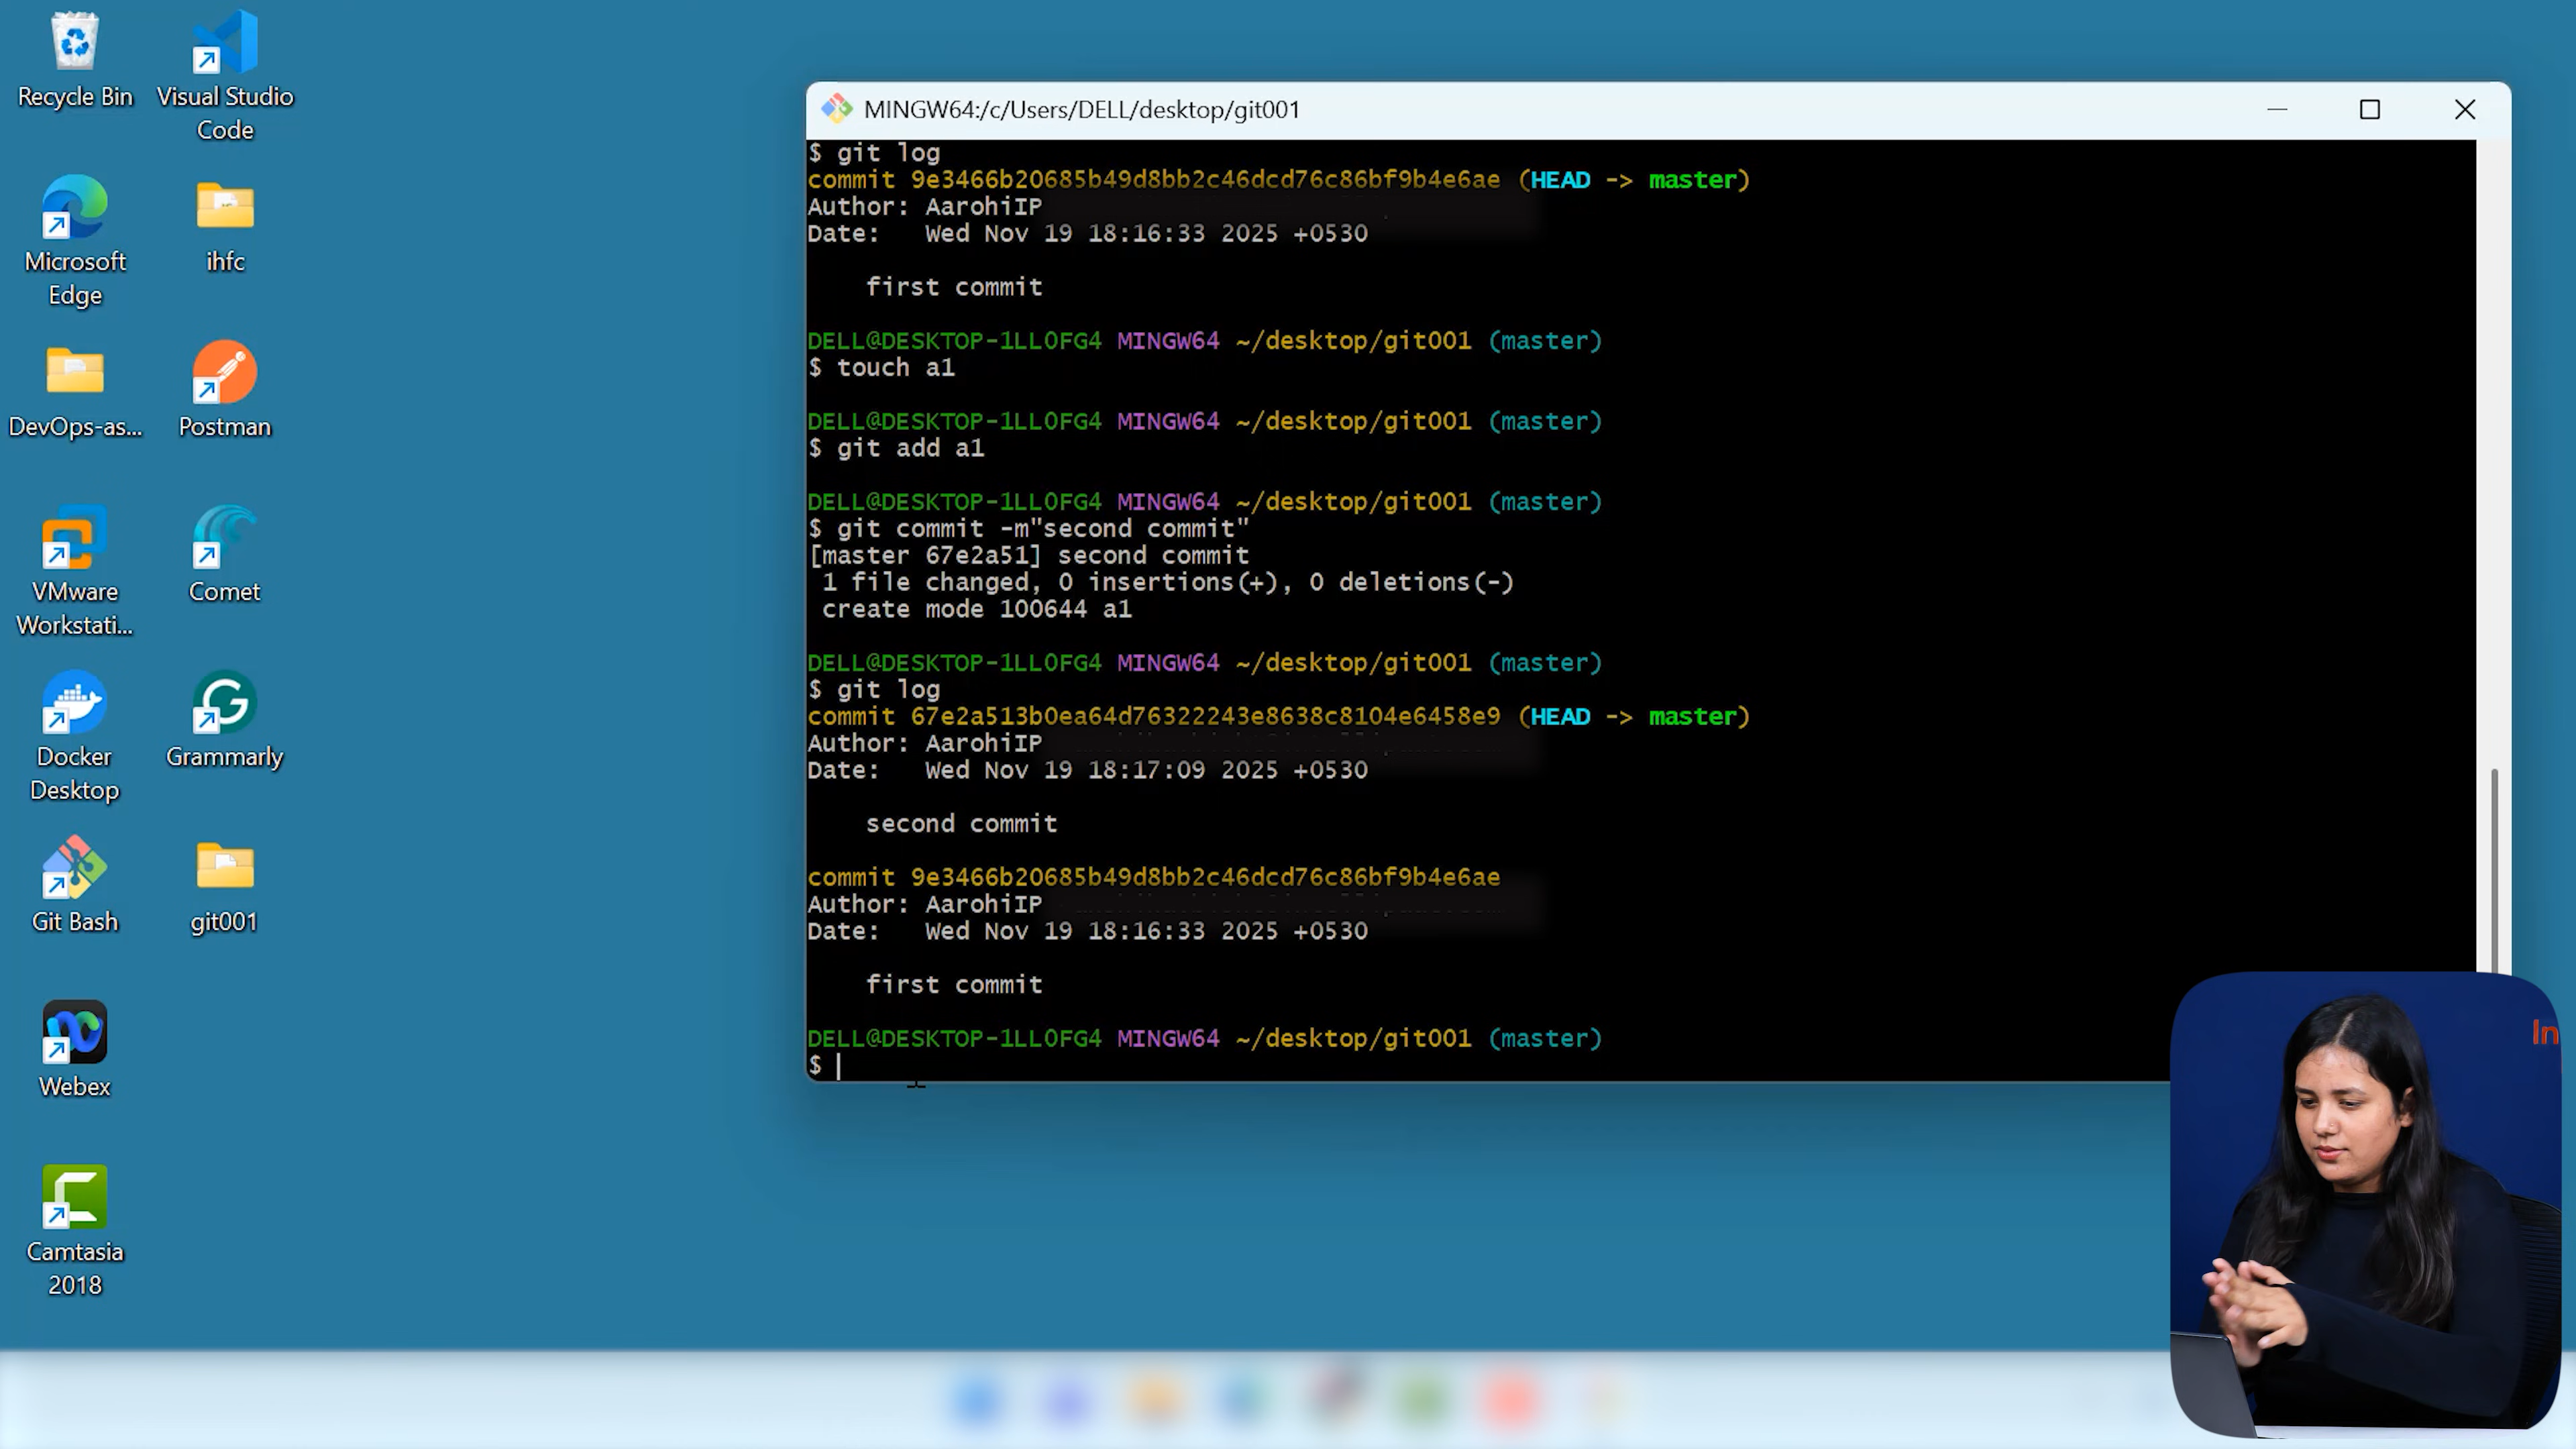 Recycle Bin
Visual Studio
Code
Microsoft
Edge
ihfc
DevOps-as...
Postman
VMware
Workstati...
Comet
Docker
Desktop
Grammarly
Git Bash
git001
Webex
Camtasia
2018
MINGW64:/c/Users/DELL/desktop/git001
$ git log
commit 9e3466b20685b49d8bb2c46dcd76c86bf9b4e6ae (HEAD -> master)
Author: AarohiIP
Date:   Wed Nov 19 18:16:33 2025 +0530
first commit
DELL@DESKTOP-1LL0FG4 MINGW64 ~/desktop/git001 (master)
$ touch a1
DELL@DESKTOP-1LL0FG4 MINGW64 ~/desktop/git001 (master)
$ git add a1
DELL@DESKTOP-1LL0FG4 MINGW64 ~/desktop/git001 (master)
$ git commit -m"second commit"
[master 67e2a51] second commit
1 file changed, 0 insertions(+), 0 deletions(-)
create mode 100644 a1
DELL@DESKTOP-1LL0FG4 MINGW64 ~/desktop/git001 (master)
$ git log
commit 67e2a513b0ea64d76322243e8638c8104e6458e9 (HEAD -> master)
Author: AarohiIP
Date:   Wed Nov 19 18:17:09 2025 +0530
second commit
commit 9e3466b20685b49d8bb2c46dcd76c86bf9b4e6ae
Author: AarohiIP
Date:   Wed Nov 19 18:16:33 2025 +0530
first commit
DELL@DESKTOP-1LL0FG4 MINGW64 ~/desktop/git001 (master)
$
In